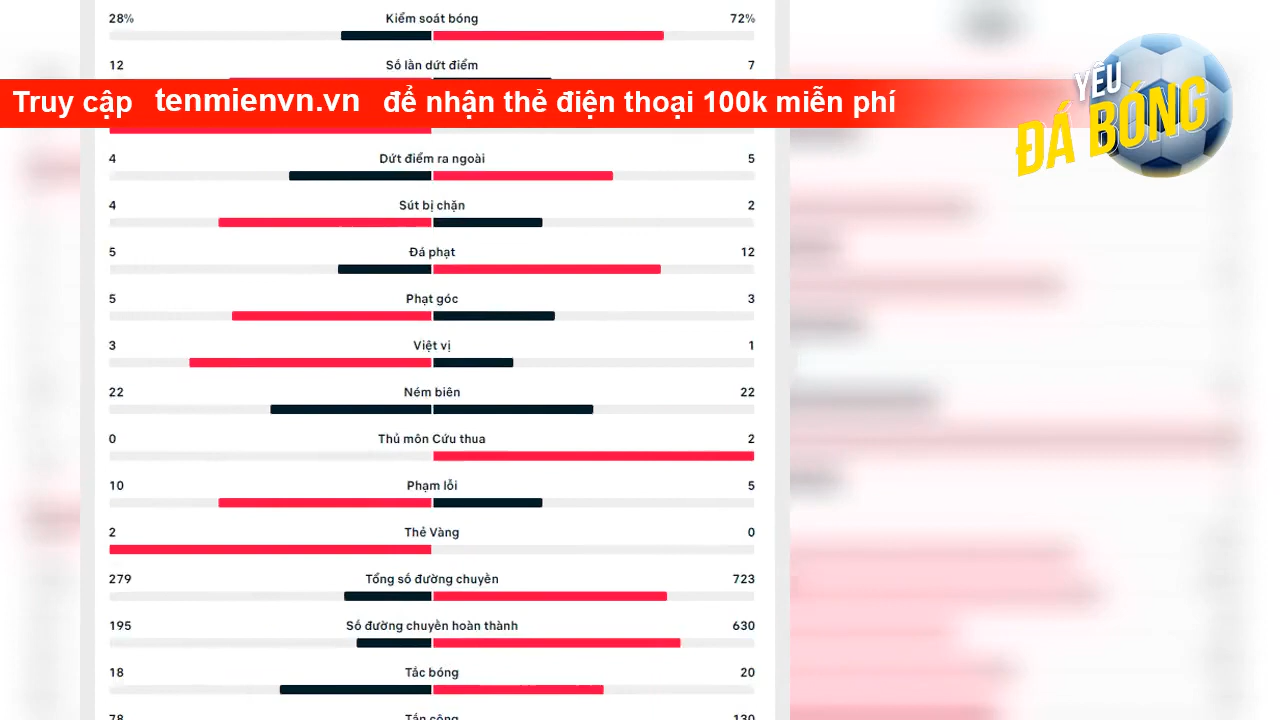 28% Kiểm soát bóng 72%
12 Số lần dứt điểm 7
Truy cập tenmienvn.vn để nhận thẻ điện thoại 100k miễn phí
YÊU
ĐÁ BÓNG
4 Dứt điểm ra ngoài 5
4 Sút bị chặn 2
5 Đá phạt 12
5 Phạt góc 3
3 Việt vị 1
22 Ném biên 22
0 Thủ môn Cứu thua 2
10 Phạm lỗi 5
2 Thẻ Vàng 0
279 Tổng số đường chuyền 723
195 Số đường chuyền hoàn thành 630
18 Tắc bóng 20
78 Tấn công 130